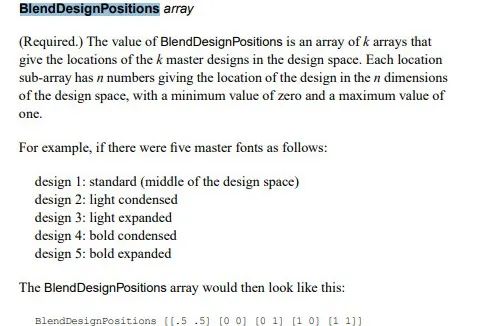 BlendDesignPositions array
(Required.) The value of BlendDesignPositions is an array of k arrays that
give the locations of the k master designs in the design space. Each location
sub-array has n numbers giving the location of the design in the n dimensions
of the design space, with a minimum value of zero and a maximum value of
one.
For example, if there were five master fonts as follows:
design 1: standard (middle of the design space)
design 2: light condensed
design 3: light expanded
design 4: bold condensed
design 5: bold expanded
The BlendDesignPositions array would then look like this:
BlendDesignPositions [[.5 .5] [0 0] [0 1] [1 0] [1 1]]